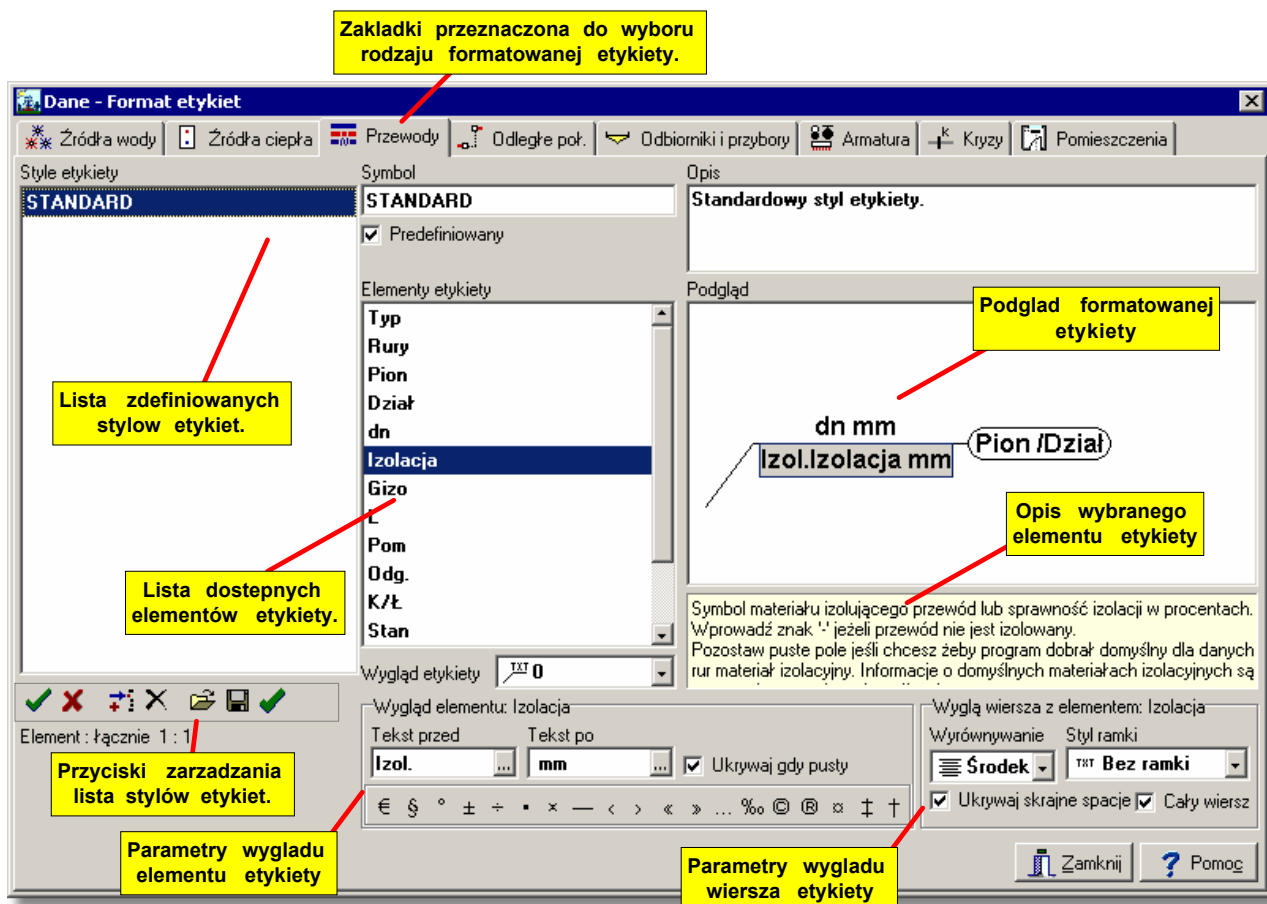 Zakladki przeznaczona do wyboru
rodzaju formatowanej etykiety.
Dane - Format etykiet
Źródła wody
Źródła ciepła
Przewody
Odległe poł.
Odbiorniki i przybory
Armatura
Kryzy
Pomieszczenia
Style etykiety
Symbol
Opis
STANDARD
STANDARD
Standardowy styl etykiety.
Predefiniowany
Elementy etykiety
Podgląd
Typ
Rury
Pion
Dział
dn
Izolacja
Gizo
L
Pom
Odg.
K/Ł
Stan
Podglad formatowanej
etykiety
Lista zdefiniowanych
stylow etykiet.
dn mm
Izol.Izolacja mm
Pion /Dział
Opis wybranego
elementu etykiety
Lista dostepnych
elementów etykiety.
Symbol materiału izolującego przewód lub sprawność izolacji w procentach.
Wprowadź znak '-' jeżeli przewód nie jest izolowany.
Pozostaw puste pole jeśli chcesz żeby program dobrał domyślny dla danych
rur materiał izolacyjny. Informacje o domyślnych materiałach izolacyjnych są
Wygląd etykiety
TXT 0
Element : łącznie 1 : 1
Przyciski zarzadzania
lista stylów etykiet.
Wygląd elementu: Izolacja
Tekst przed
Tekst po
Izol.
...
mm
...
Ukrywaj gdy pusty
€ § ° ± ÷ ▪ × — ‹ › « » … ‰ © ® ¤ ‡ †
Wyglą wiersza z elementem: Izolacja
Wyrównywanie
Styl ramki
Środek
TXT Bez ramki
Ukrywaj skrajne spacje
Cały wiersz
Parametry wygladu
elementu etykiety
Parametry wygladu
wiersza etykiety
Zamknij
? Pomoc